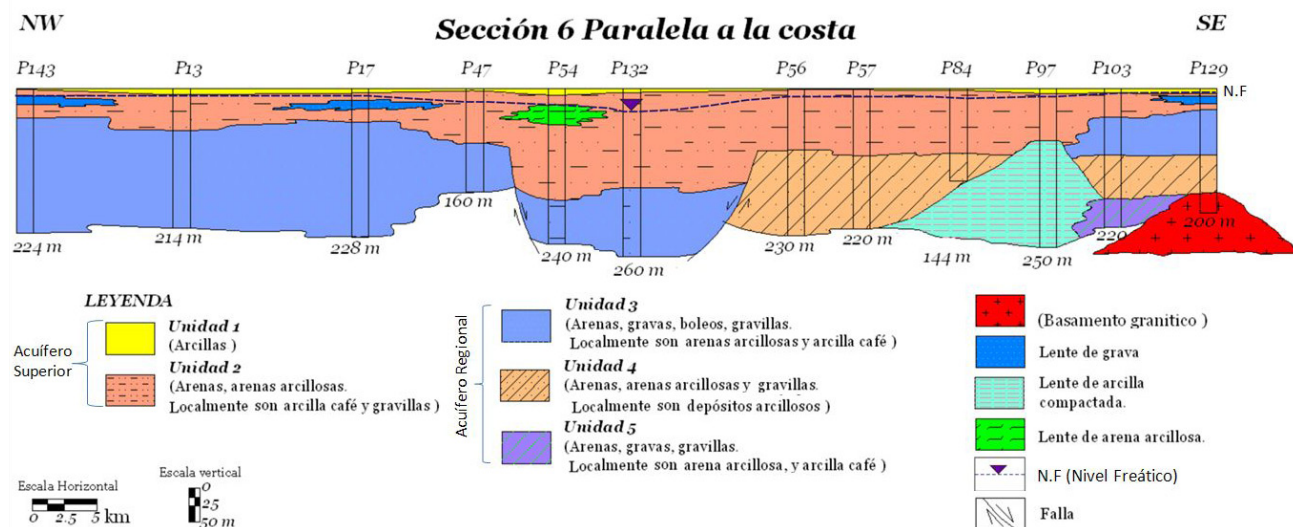 NW
Sección 6 Paralela a la costa
SE
P143 P13 P17 P47 P54 P132 P56 P57 P84 P97 P103 P129
N.F
224 m 214 m 228 m 160 m 240 m 260 m 230 m 220 m 144 m 250 m 220 200 m
LEYENDA
Acuífero Superior
Unidad 1
(Arcillas )
Unidad 2
(Arenas, arenas arcillosas.
Localmente son arcilla café y gravillas )
Acuífero Regional
Unidad 3
(Arenas, gravas, boleos, gravillas.
Localmente son arenas arcillosas y arcilla café )
Unidad 4
(Arenas, arenas arcillosas y gravillas.
Localmente son depósitos arcillosos )
Unidad 5
(Arenas, gravas, gravillas.
Localmente son arena arcillosa, y arcilla café )
(Basamento granitico )
Lente de grava
Lente de arcilla
compactada.
Lente de arena arcillosa.
N.F (Nivel Freático)
Falla
Escala Horizontal
0 2.5 5 km
Escala vertical
0
25
50 m